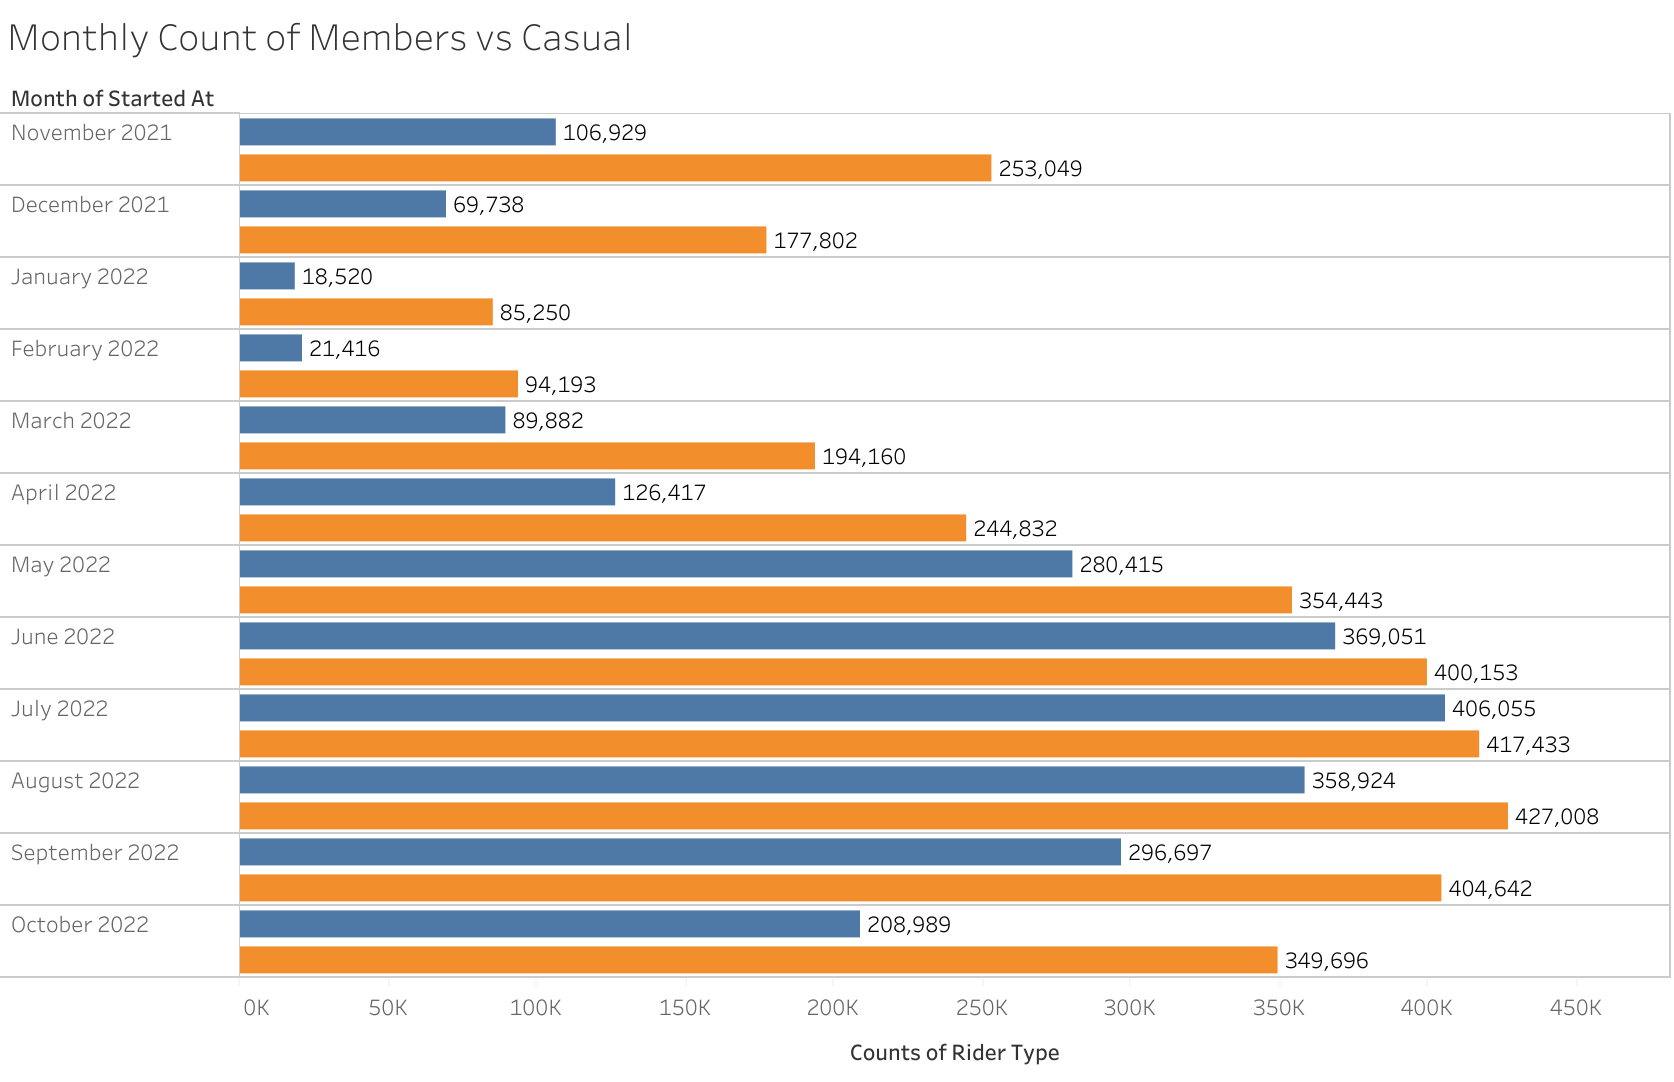 Monthly Count of Members vs Casual
Month of Started At
November 2021
106,929
253,049
December 2021
69,738
177,802
January 2022
18,520
85,250
February 2022
21,416
94,193
March 2022
89,882
194,160
April 2022
126,417
244,832
May 2022
280,415
354,443
June 2022
369,051
400,153
July 2022
406,055
417,433
August 2022
358,924
427,008
September 2022
296,697
404,642
October 2022
208,989
349,696
0K 50K 100K 150K 200K 250K 300K 350K 400K 450K
Counts of Rider Type